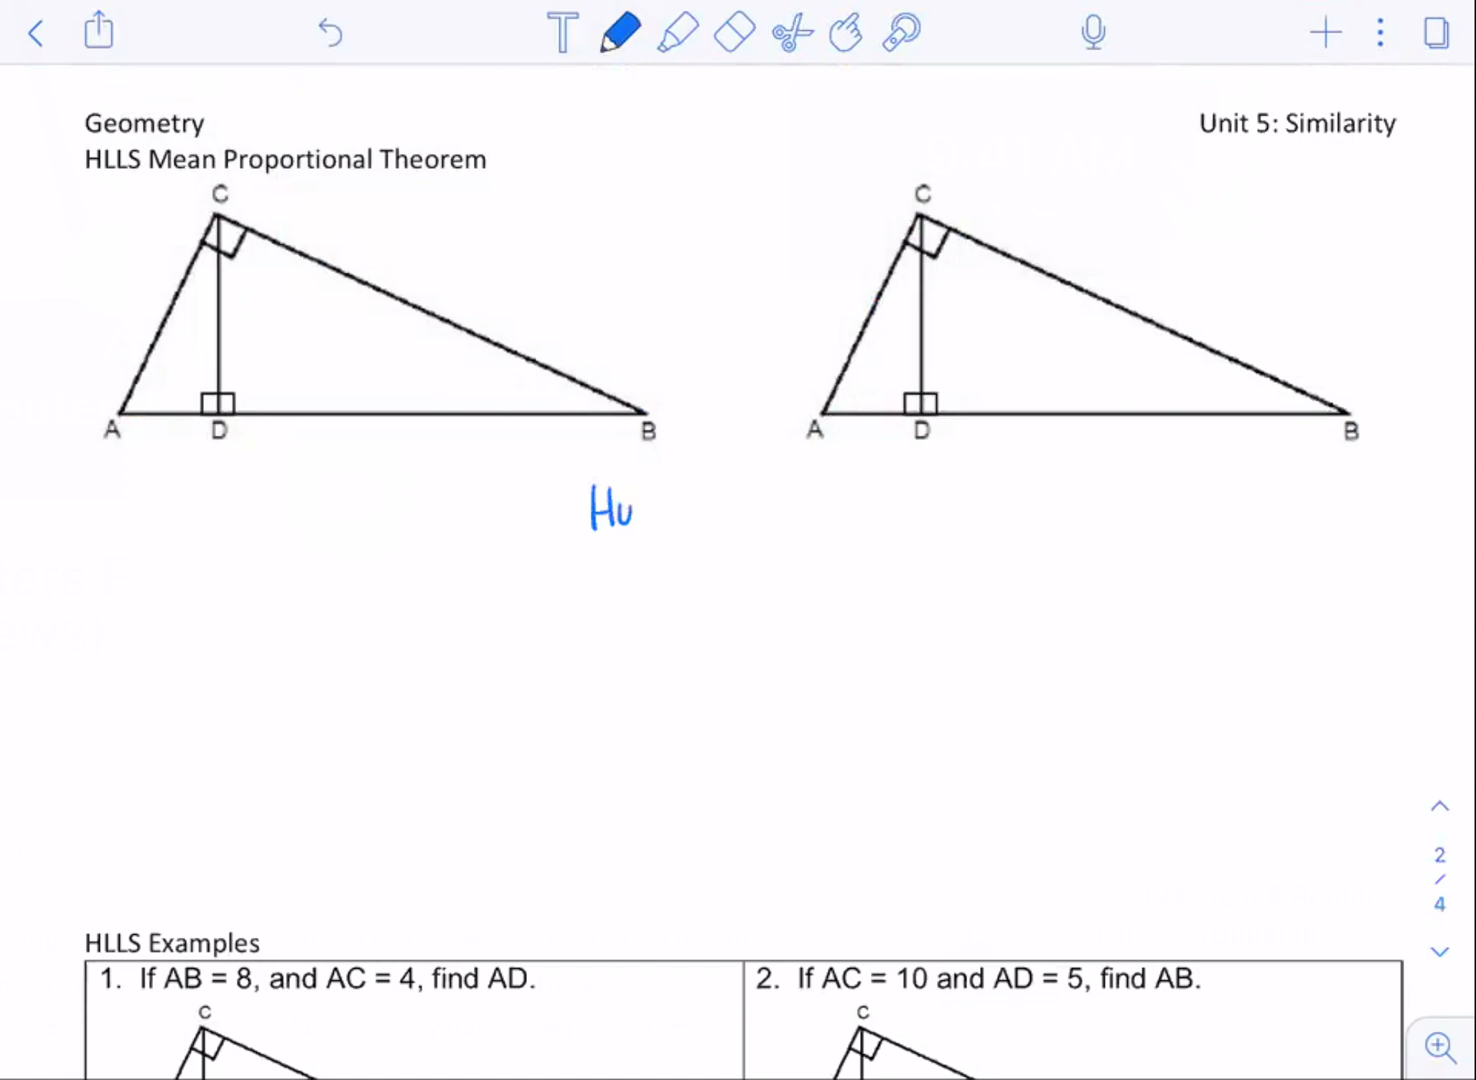 Geometry
Unit 5: Similarity
HLLS Mean Proportional Theorem
C
C
A
D
B
A
D
B
Hu
2
/
4
HLLS Examples
1. If AB = 8, and AC = 4, find AD.
2. If AC = 10 and AD = 5, find AB.
C
C